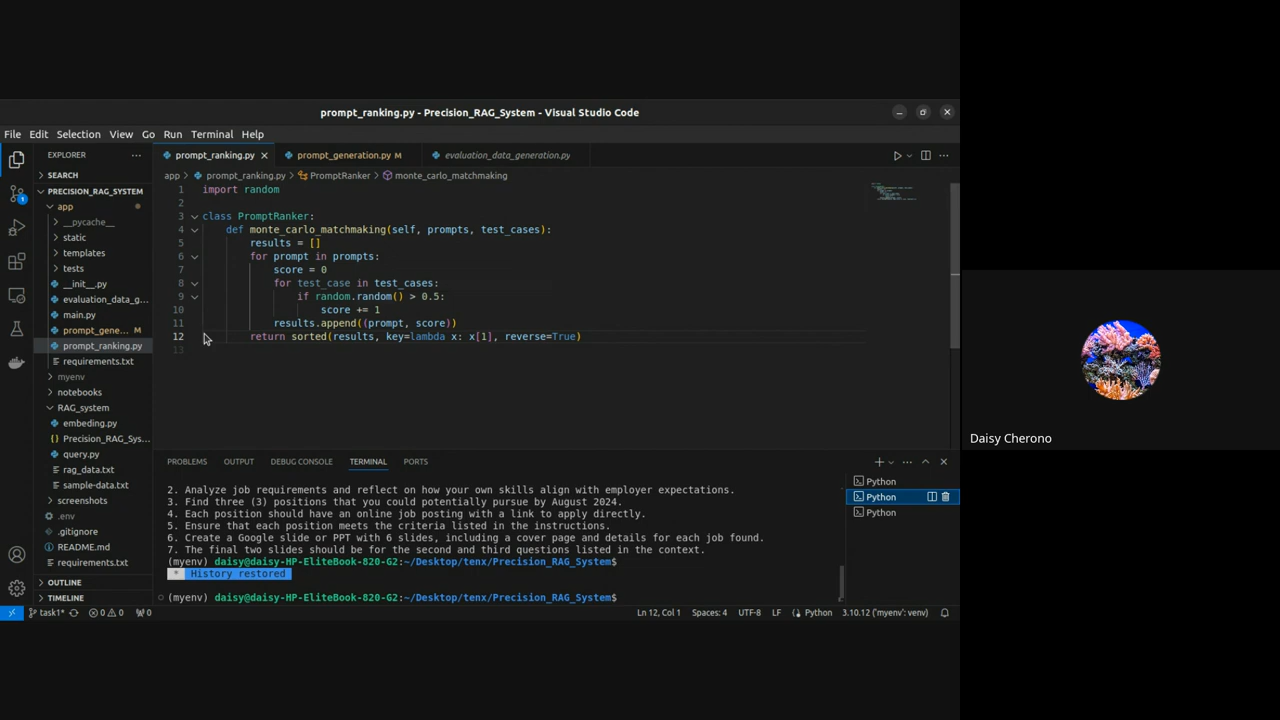 prompt_ranking.py - Precision_RAG_System - Visual Studio Code
File Edit Selection View Go Run Terminal Help
EXPLORER
SEARCH
PRECISION_RAG_SYSTEM
app
__pycache__
static
templates
tests
__init__.py
evaluation_data_g...
main.py
prompt_gene... M
prompt_ranking.py
requirements.txt
myenv
notebooks
RAG_system
embeding.py
Precision_RAG_Sys...
query.py
rag_data.txt
sample-data.txt
screenshots
.env
.gitignore
README.md
requirements.txt
OUTLINE
TIMELINE
prompt_ranking.py prompt_generation.py M evaluation_data_generation.py
app > prompt_ranking.py > PromptRanker > monte_carlo_matchmaking
1 import random
2
3 class PromptRanker:
4 def monte_carlo_matchmaking(self, prompts, test_cases):
5 results = []
6 for prompt in prompts:
7 score = 0
8 for test_case in test_cases:
9 if random.random() > 0.5:
10 score += 1
11 results.append((prompt, score))
12 return sorted(results, key=lambda x: x[1], reverse=True)
13
PROBLEMS OUTPUT DEBUG CONSOLE TERMINAL PORTS
2. Analyze job requirements and reflect on how your own skills align with employer expectations.
3. Find three (3) positions that you could potentially pursue by August 2024.
4. Each position should have an online job posting with a link to apply directly.
5. Ensure that each position meets the criteria listed in the instructions.
6. Create a Google slide or PPT with 6 slides, including a cover page and details for each job found.
7. The final two slides should be for the second and third questions listed in the context.
(myenv) daisy@daisy-HP-EliteBook-820-G2:~/Desktop/tenx/Precision_RAG_System$
* History restored
(myenv) daisy@daisy-HP-EliteBook-820-G2:~/Desktop/tenx/Precision_RAG_System$
Python
Python
Python
task1* 0 0 0 Ln 12, Col 1 Spaces: 4 UTF-8 LF Python 3.10.12 ('myenv': venv)
1
Daisy Cherono